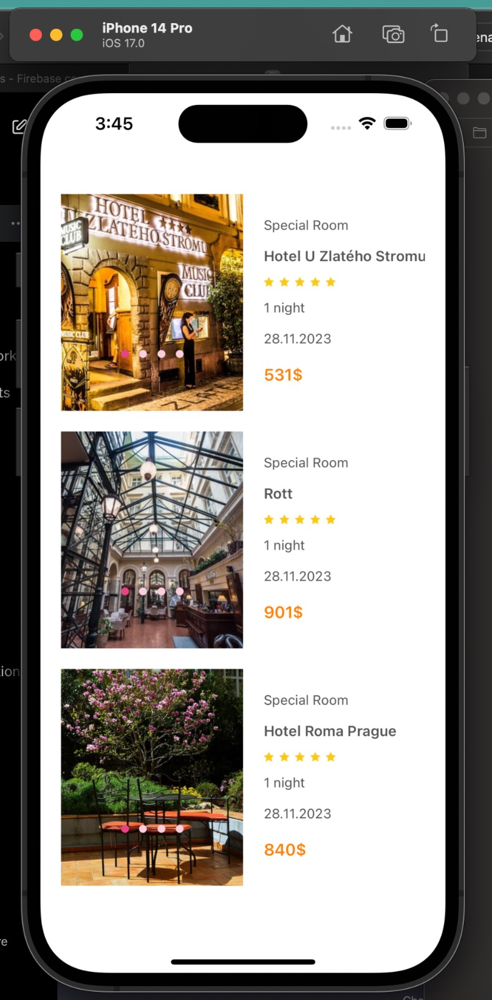 iPhone 14 Pro
iOS 17.0
s - Firebase
3:45
HOTEL
U ZLATÉHO STROMU
MUSIC
CLUB
MUSIC
CLUB
MUSIC CLUB
Special Room
Hotel U Zlatého Stromu
1 night
28.11.2023
531$
Special Room
Rott
1 night
28.11.2023
901$
Special Room
Hotel Roma Prague
1 night
28.11.2023
840$